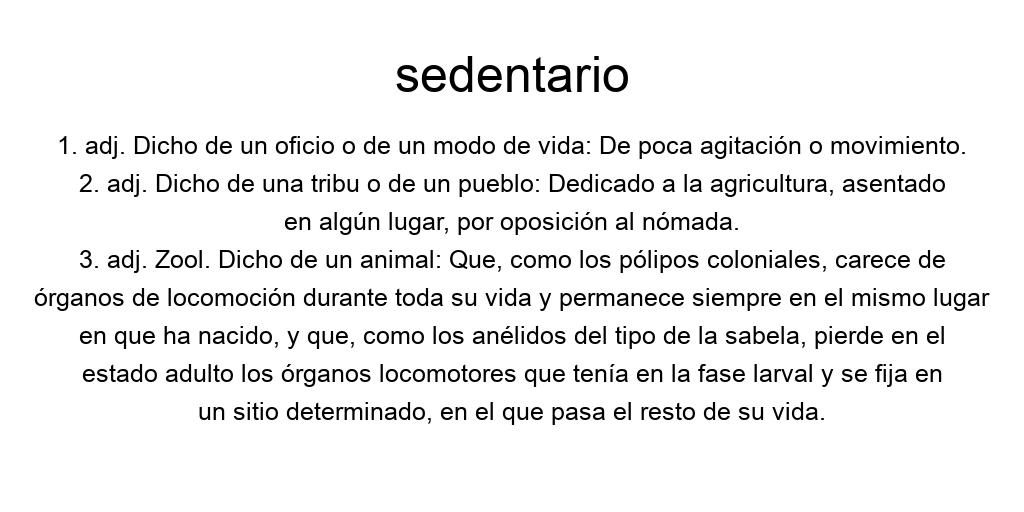 sedentario
1. adj. Dicho de un oficio o de un modo de vida: De poca agitación o movimiento.
2. adj. Dicho de una tribu o de un pueblo: Dedicado a la agricultura, asentado
en algún lugar, por oposición al nómada.
3. adj. Zool. Dicho de un animal: Que, como los pólipos coloniales, carece de
órganos de locomoción durante toda su vida y permanece siempre en el mismo lugar
en que ha nacido, y que, como los anélidos del tipo de la sabela, pierde en el
estado adulto los órganos locomotores que tenía en la fase larval y se fija en
un sitio determinado, en el que pasa el resto de su vida.